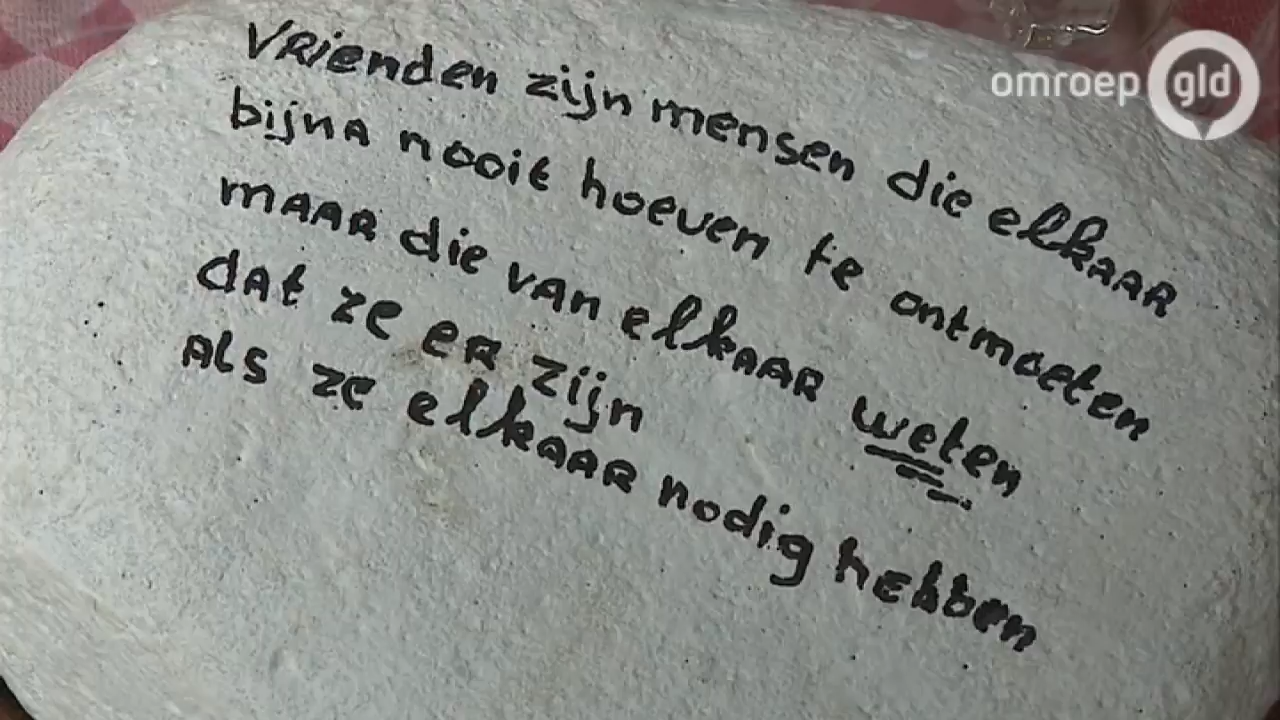 omroep gld
Vrienden zijn mensen die elkaar
bijna nooit hoeven te ontmoeten
maar die van elkaar weten
dat ze er zijn
als ze elkaar nodig hebben